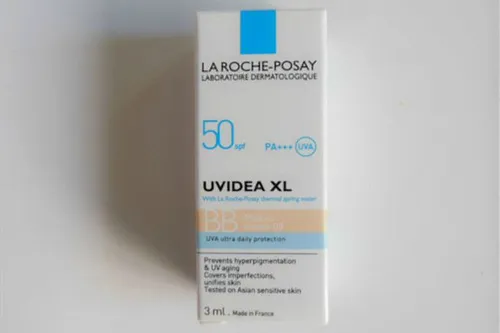 LA ROCHE-POSAY
LABORATOIRE DERMATOLOGIQUE
50 spf PA+++ UVA
UVIDEA XL
With La Roche-Posay thermal spring water
BB
UVA ultra daily protection
Prevents hyperpigmentation
& UV aging
Covers imperfections,
unifies skin
Tested on Asian sensitive skin
3 ml. Made in France